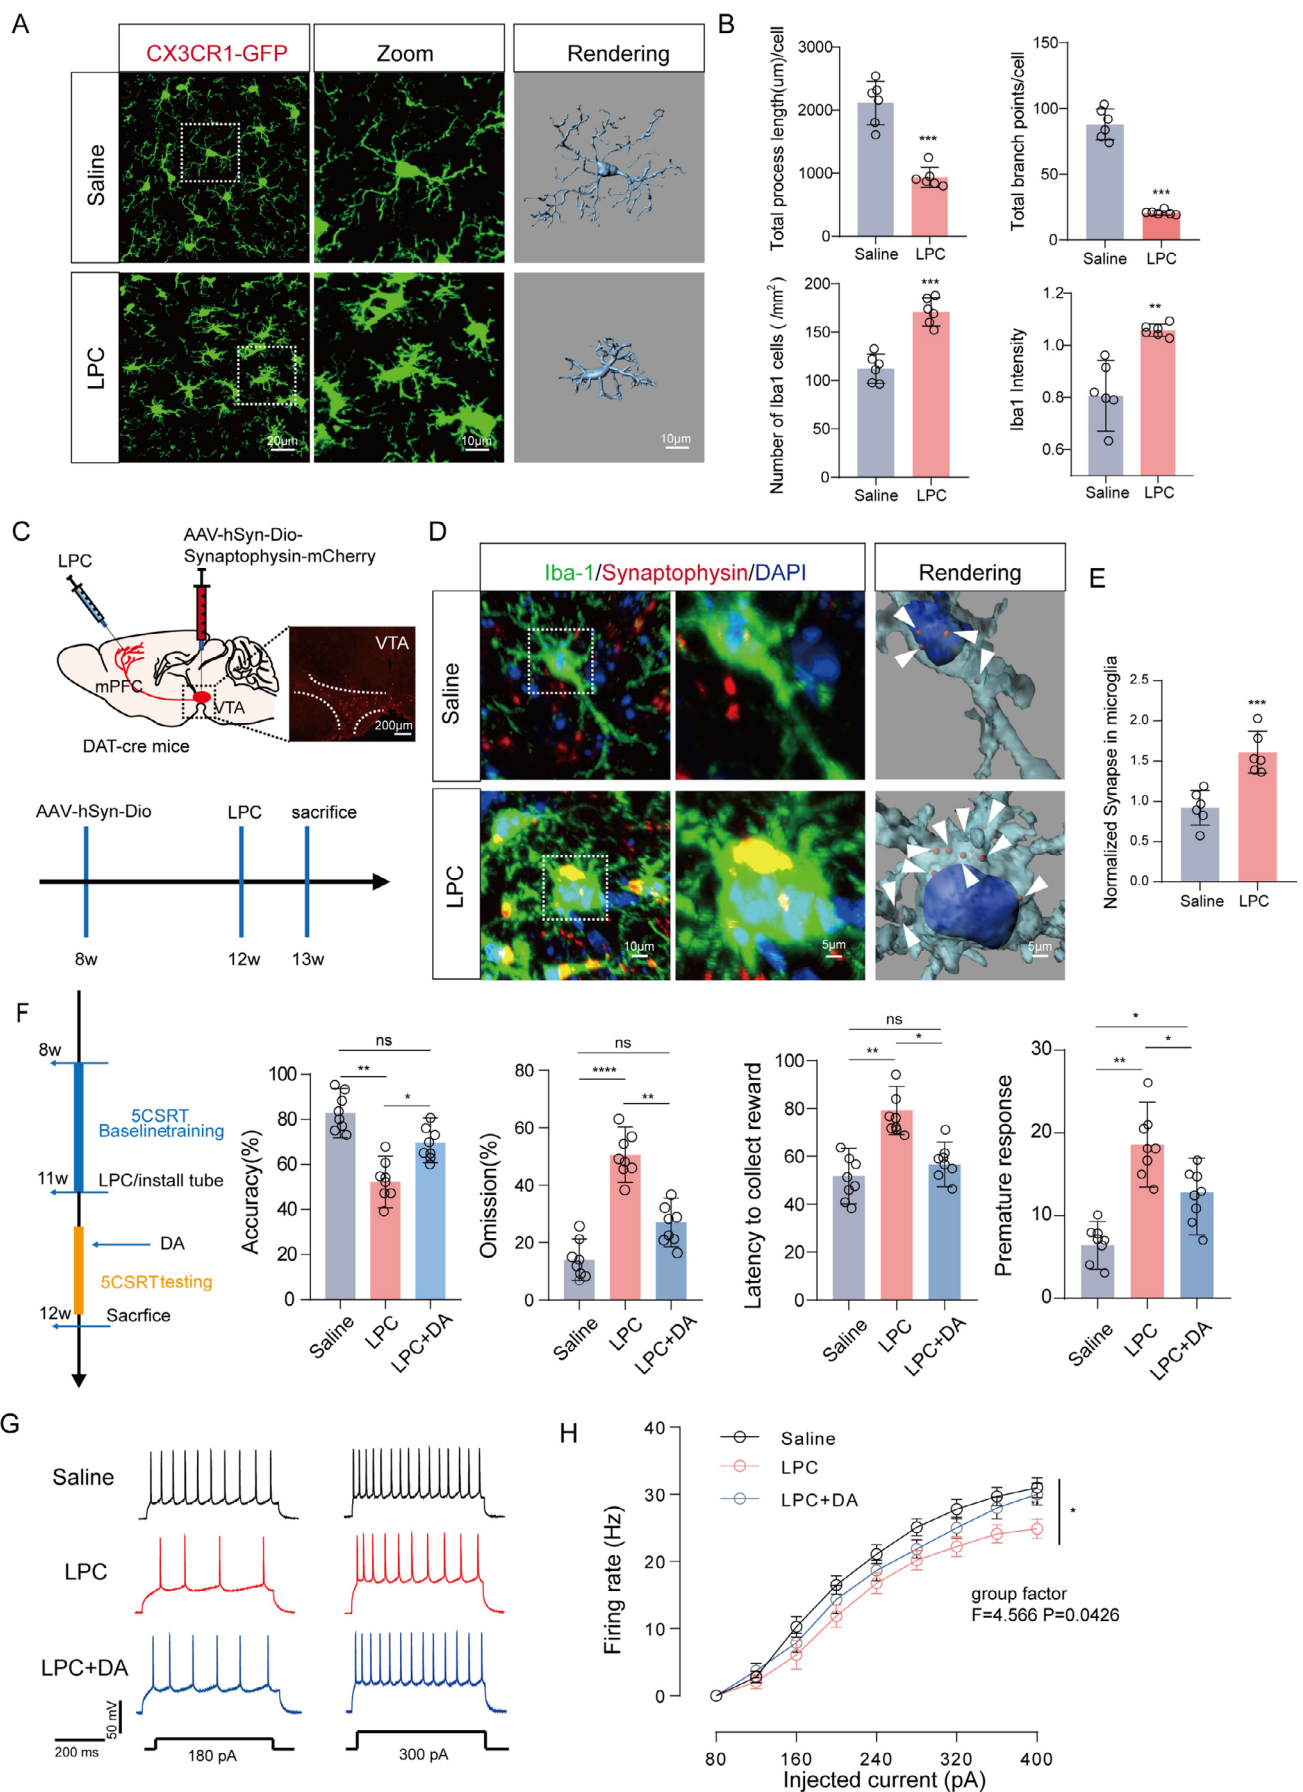 A
CX3CR1-GFP
Zoom
Rendering
Saline
LPC
20μm
10μm
10μm
B
Total process length(um)/cell
3000
2000
1000
0
***
Saline
LPC
Total branch points/cell
150
100
50
0
***
Saline
LPC
Number of Iba1 cells ( /mm²)
200
150
100
50
0
***
Saline
LPC
Iba1 Intensity
1.2
1.0
0.8
0.6
**
Saline
LPC
C
AAV-hSyn-Dio-
Synaptophysin-mCherry
LPC
mPFC
VTA
VTA
200μm
DAT-cre mice
AAV-hSyn-Dio
LPC
sacrifice
8w
12w
13w
D
Iba-1/Synaptophysin/DAPI
Rendering
Saline
LPC
10μm
5μm
5μm
E
Normalized Synapse in microglia
2.5
2.0
1.5
1.0
0.5
0.0
***
Saline
LPC
F
8w
5CSRT
Baselinetraining
11w
LPC/install tube
DA
5CSRTtesting
12w
Sacrfice
Accuracy(%)
100
80
60
40
20
0
ns
**
*
Saline
LPC
LPC+DA
Omission(%)
80
60
40
20
0
ns
****
**
Saline
LPC
LPC+DA
Latency to collect reward
100
80
60
40
20
0
ns
**
*
Saline
LPC
LPC+DA
Premature response
30
20
10
0
*
**
*
Saline
LPC
LPC+DA
G
Saline
LPC
LPC+DA
50 mV
200 ms
180 pA
300 pA
H
Firing rate (Hz)
40
30
20
10
0
Saline
LPC
LPC+DA
*
group factor
F=4.566 P=0.0426
80
160
240
320
400
Injected current (pA)